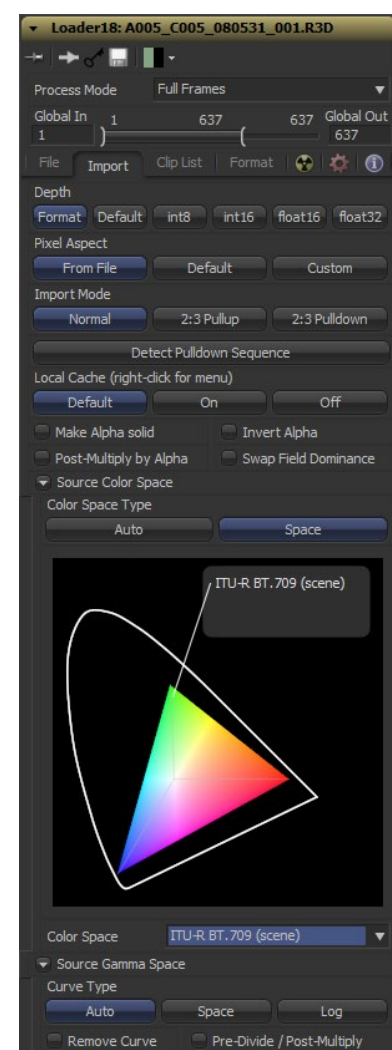 Loader18: A005_C005_080531_001.R3D
Process Mode Full Frames
Global In 1 637 637 Global Out
1 637
File Import Clip List Format
Depth
Format Default int8 int16 float16 float32
Pixel Aspect
From File Default Custom
Import Mode
Normal 2:3 Pullup 2:3 Pulldown
Detect Pulldown Sequence
Local Cache (right-click for menu)
Default On Off
Make Alpha solid Invert Alpha
Post-Multiply by Alpha Swap Field Dominance
Source Color Space
Color Space Type
Auto Space
ITU-R BT.709 (scene)
Color Space ITU-R BT.709 (scene)
Source Gamma Space
Curve Type
Auto Space Log
Remove Curve Pre-Divide / Post-Multiply